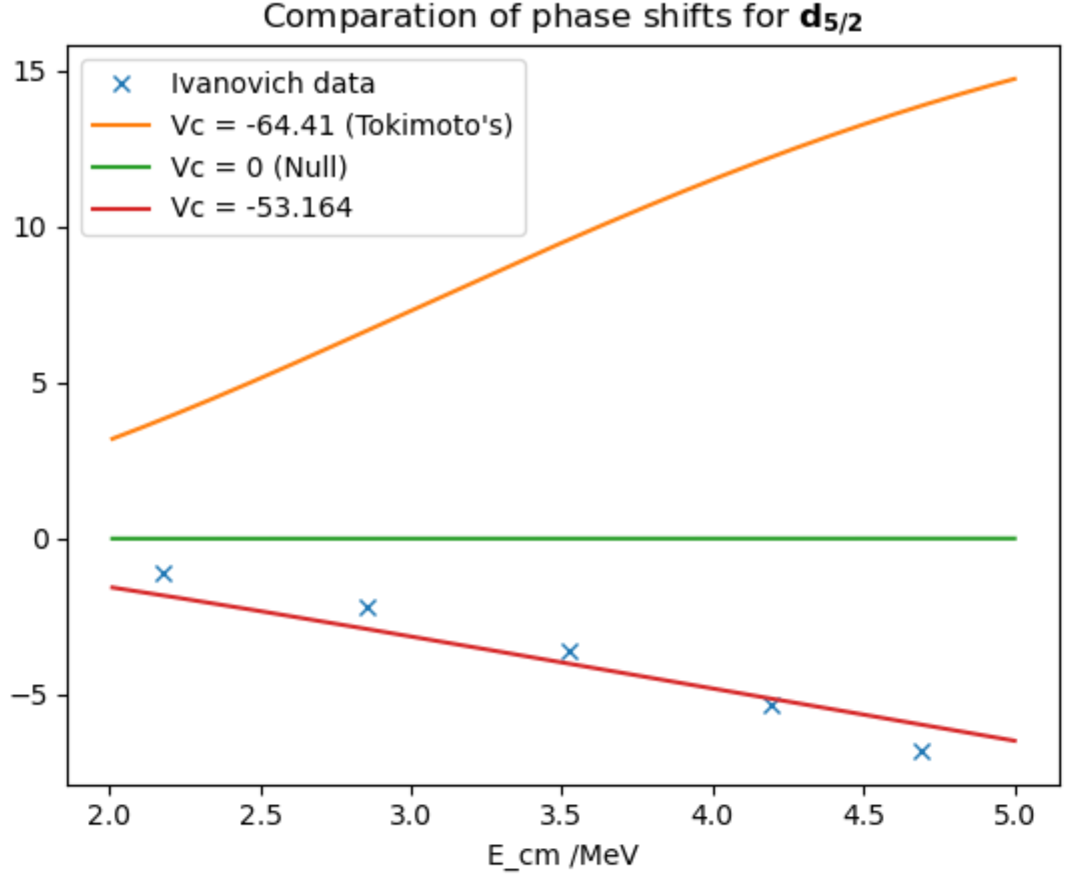 Comparation of phase shifts for d5/2
15
10
5
0
−5
Ivanovich data
Vc = -64.41 (Tokimoto's)
Vc = 0 (Null)
Vc = -53.164
2.0 2.5 3.0 3.5 4.0 4.5 5.0
E_cm /MeV